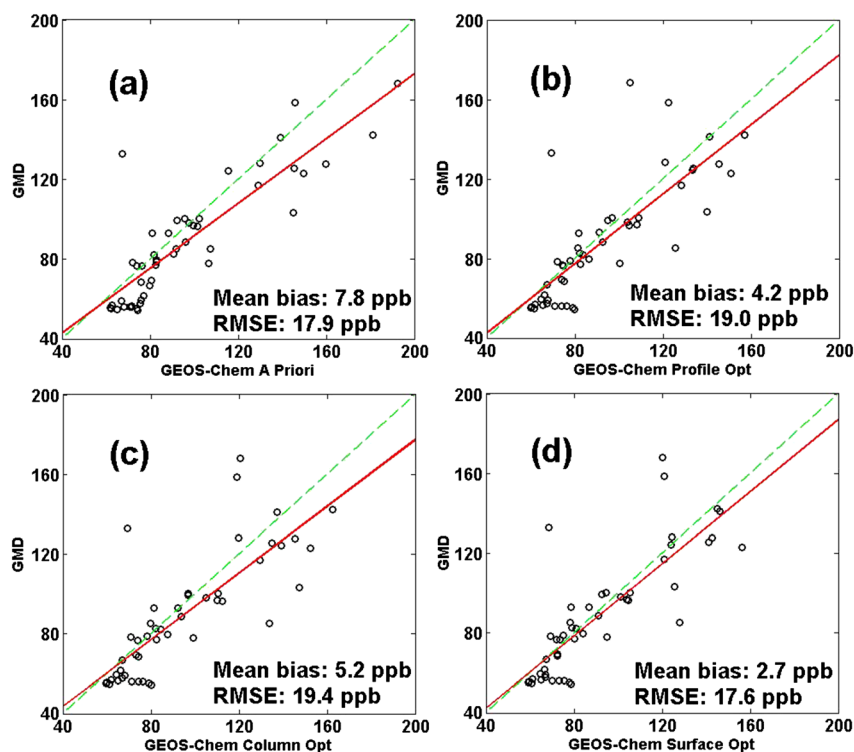 200
160
120
80
40
GMD
(a)
Mean bias: 7.8 ppb
RMSE: 17.9 ppb
40 80 120 160 200
GEOS-Chem A Priori
200
160
120
80
40
GMD
(b)
Mean bias: 4.2 ppb
RMSE: 19.0 ppb
40 80 120 160 200
GEOS-Chem Profile Opt
200
160
120
80
40
GMD
(c)
Mean bias: 5.2 ppb
RMSE: 19.4 ppb
40 80 120 160 200
GEOS-Chem Column Opt
200
160
120
80
40
GMD
(d)
Mean bias: 2.7 ppb
RMSE: 17.6 ppb
40 80 120 160 200
GEOS-Chem Surface Opt